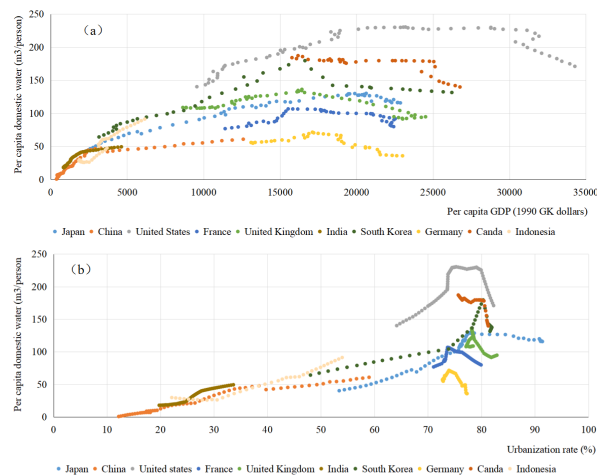 (a)
Per capita domestic water (m3/person)
250
200
150
100
50
0
0 5000 10000 15000 20000 25000 30000 35000
Per capita GDP (1990 GK dollars)
Japan China United States France United Kingdom India South Korea Germany Canda Indonesia
(b)
Per capita domestic water (m3/person)
250
200
150
100
50
0
0 10 20 30 40 50 60 70 80 90 100
Urbanization rate (%)
Japan China United states France United Kingdom India South Korea Germany Canda Indonesia